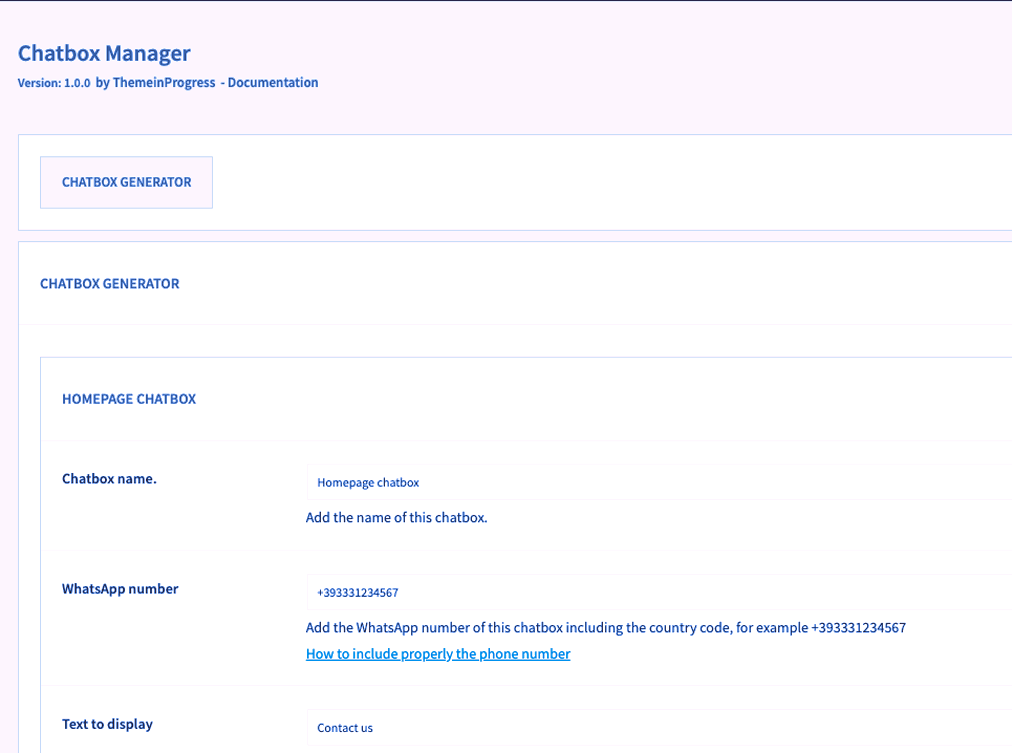 Chatbox Manager
Version: 1.0.0 by ThemeinProgress - Documentation
CHATBOX GENERATOR
CHATBOX GENERATOR
HOMEPAGE CHATBOX
Chatbox name.
Homepage chatbox
Add the name of this chatbox.
WhatsApp number
+393331234567
Add the WhatsApp number of this chatbox including the country code, for example +393331234567
How to include properly the phone number
Text to display
Contact us